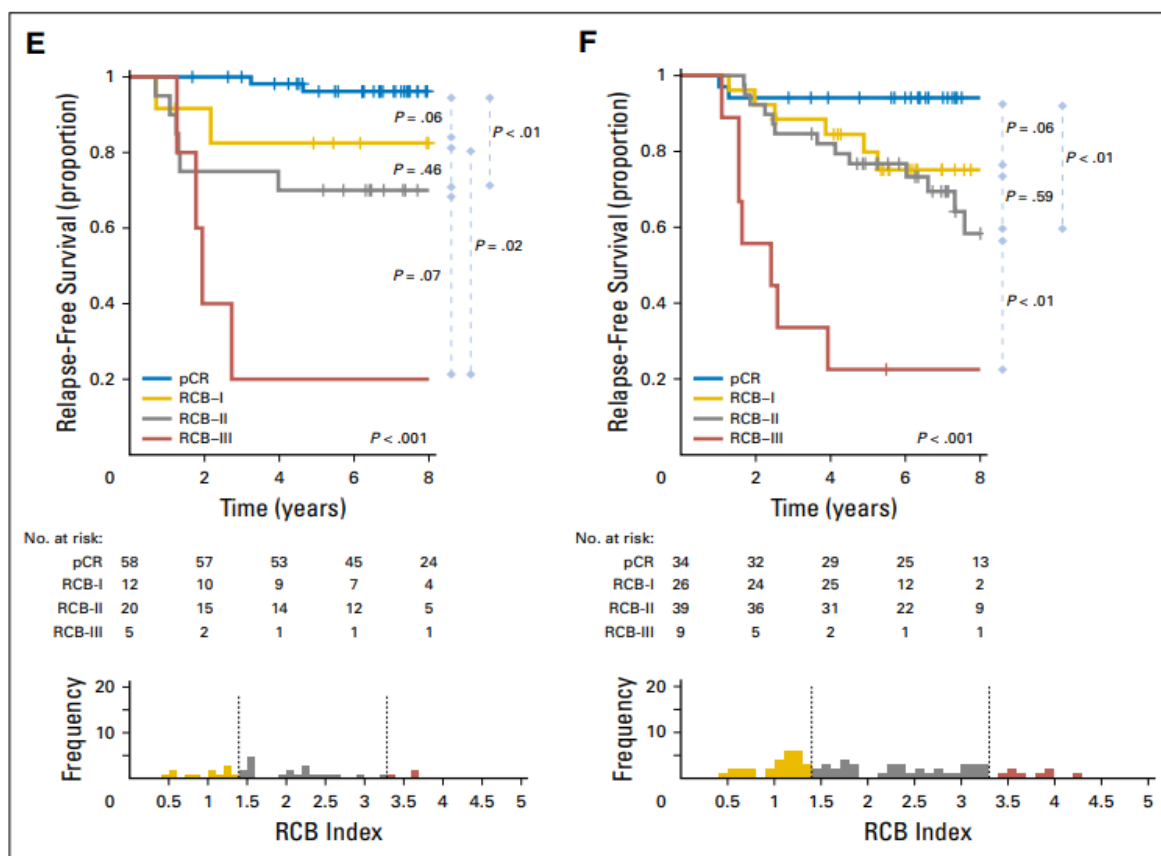 E
Relapse-Free Survival (proportion)
1
0.8
0.6
0.4
0.2
0
2
4
6
8
Time (years)
P = .06
P < .01
P = .46
P = .02
P = .07
pCR
RCB–I
RCB–II
RCB–III
P < .001
No. at risk:
pCR 58 57 53 45 24
RCB-I 12 10 9 7 4
RCB-II 20 15 14 12 5
RCB-III 5 2 1 1 1
Frequency
20
10
0 0.5 1 1.5 2 2.5 3 3.5 4 4.5 5
RCB Index
F
Relapse-Free Survival (proportion)
1
0.8
0.6
0.4
0.2
0
2
4
6
8
Time (years)
P = .06
P < .01
P = .59
P < .01
pCR
RCB–I
RCB–II
RCB–III
P < .001
No. at risk:
pCR 34 32 29 25 13
RCB-I 26 24 25 12 2
RCB-II 39 36 31 22 9
RCB-III 9 5 2 1 1
Frequency
20
10
0 0.5 1 1.5 2 2.5 3 3.5 4 4.5 5
RCB Index